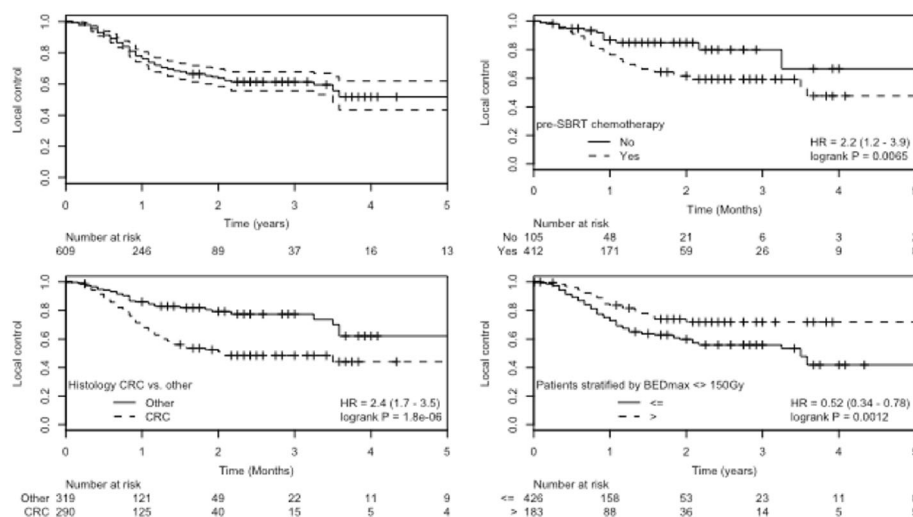 Local control
1.0
0.8
0.6
0.4
0.2
0.0
0 1 2 3 4 5
Time (years)
Number at risk
609 246 89 37 16 13
Local control
1.0
0.8
0.6
0.4
0.2
0.0
pre-SBRT chemotherapy
No
Yes
HR = 2.2 (1.2 - 3.9)
logrank P = 0.0065
0 1 2 3 4 5
Time (Months)
Number at risk
No 105 48 21 6 3
Yes 412 171 59 26 9
Local control
1.0
0.8
0.6
0.4
0.2
0.0
Histology CRC vs. other
Other
CRC
HR = 2.4 (1.7 - 3.5)
logrank P = 1.8e-06
0 1 2 3 4 5
Time (Months)
Number at risk
Other 319 121 49 22 11 9
CRC 290 125 40 15 5 4
Local control
1.0
0.8
0.6
0.4
0.2
0.0
Patients stratified by BEDmax <> 150Gy
<=
>
HR = 0.52 (0.34 - 0.78)
logrank P = 0.0012
0 1 2 3 4 5
Time (years)
Number at risk
<= 426 158 53 23 11
> 183 88 36 14 5